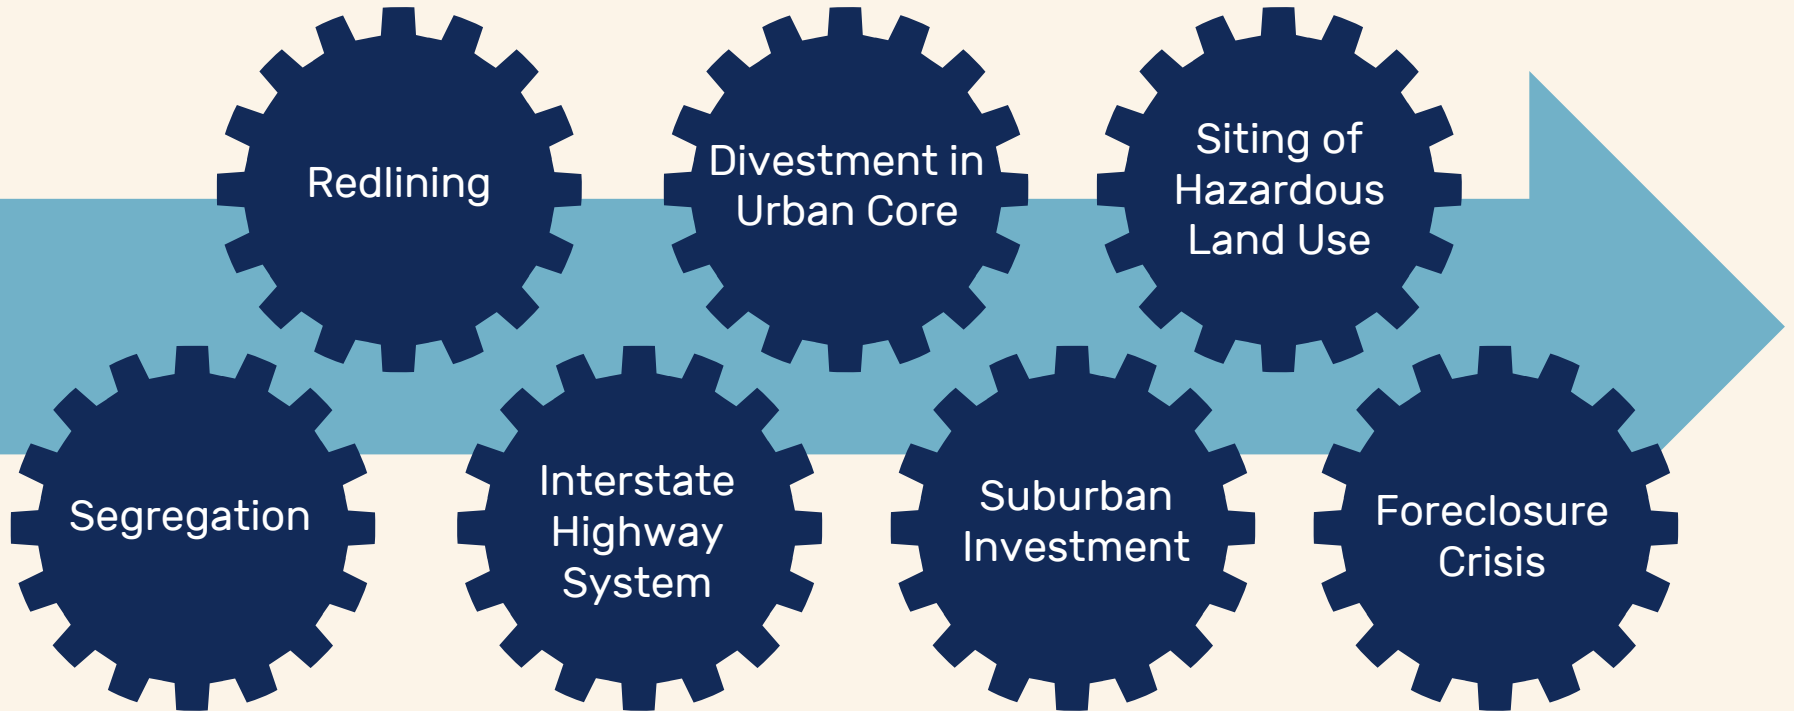 Redlining
Divestment in
Urban Core
Siting of
Hazardous
Land Use
Segregation
Interstate
Highway
System
Suburban
Investment
Foreclosure
Crisis